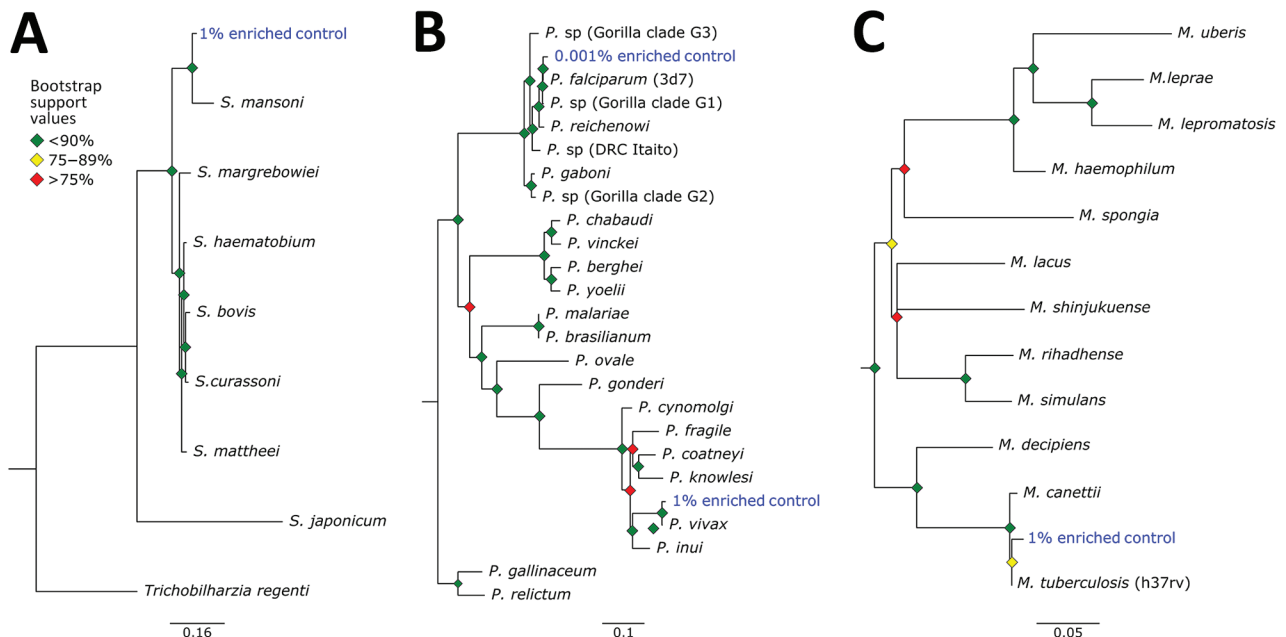 A
1% enriched control
Bootstrap
support
values
<90%
75–89%
>75%
S. mansoni
S. margrebowiei
S. haematobium
S. bovis
S.curassoni
S. mattheei
S. japonicum
Trichobilharzia regenti
0.16
B
P. sp (Gorilla clade G3)
0.001% enriched control
P. falciparum (3d7)
P. sp (Gorilla clade G1)
P. reichenowi
P. sp (DRC Itaito)
P. gaboni
P. sp (Gorilla clade G2)
P. chabaudi
P. vinckei
P. berghei
P. yoelii
P. malariae
P. brasilianum
P. ovale
P. gonderi
P. cynomolgi
P. fragile
P. coatneyi
P. knowlesi
1% enriched control
P. vivax
P. inui
P. gallinaceum
P. relictum
0.1
C
M. uberis
M.leprae
M. lepromatosis
M. haemophilum
M. spongia
M. lacus
M. shinjukuense
M. rihadhense
M. simulans
M. decipiens
M. canettii
1% enriched control
M. tuberculosis (h37rv)
0.05